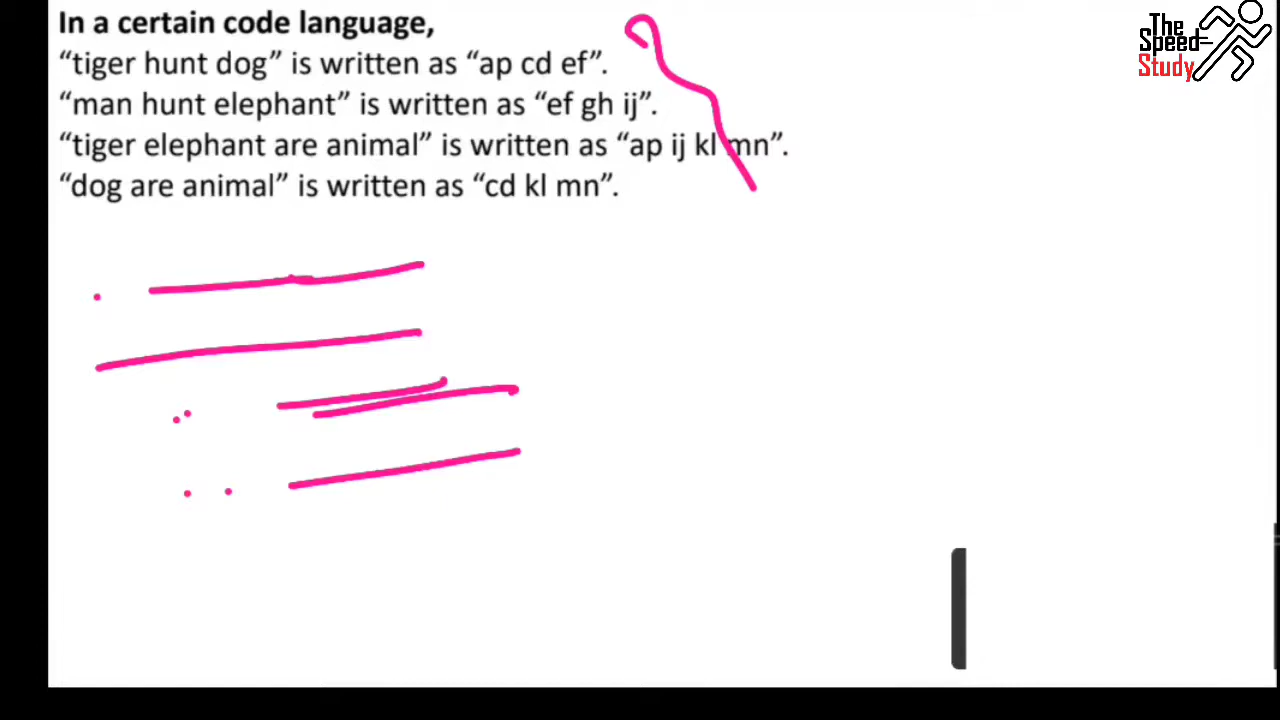 In a certain code language,
“tiger hunt dog” is written as “ap cd ef”.
“man hunt elephant” is written as “ef gh ij”.
“tiger elephant are animal” is written as “ap ij kl mn”.
“dog are animal” is written as “cd kl mn”.
The
Speed
Study